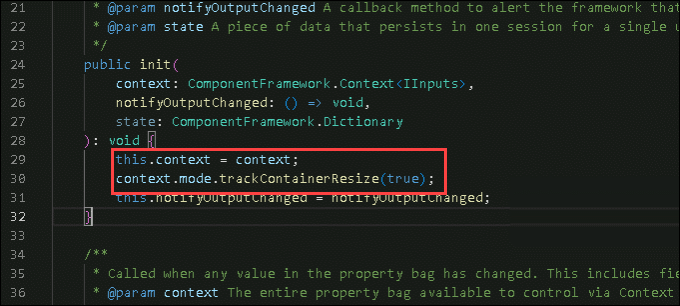 21 * @param notifyOutputChanged A callback method to alert the framework that
22 * @param state A piece of data that persists in one session for a single
23 */
24 public init(
25 context: ComponentFramework.Context<IInputs>,
26 notifyOutputChanged: () => void,
27 state: ComponentFramework.Dictionary
28 ): void {
29 this.context = context;
30 context.mode.trackContainerResize(true);
31 this.notifyOutputChanged = notifyOutputChanged;
32 }
33
34 /**
35 * Called when any value in the property bag has changed. This includes
36 * @param context The entire property bag available to control via Context